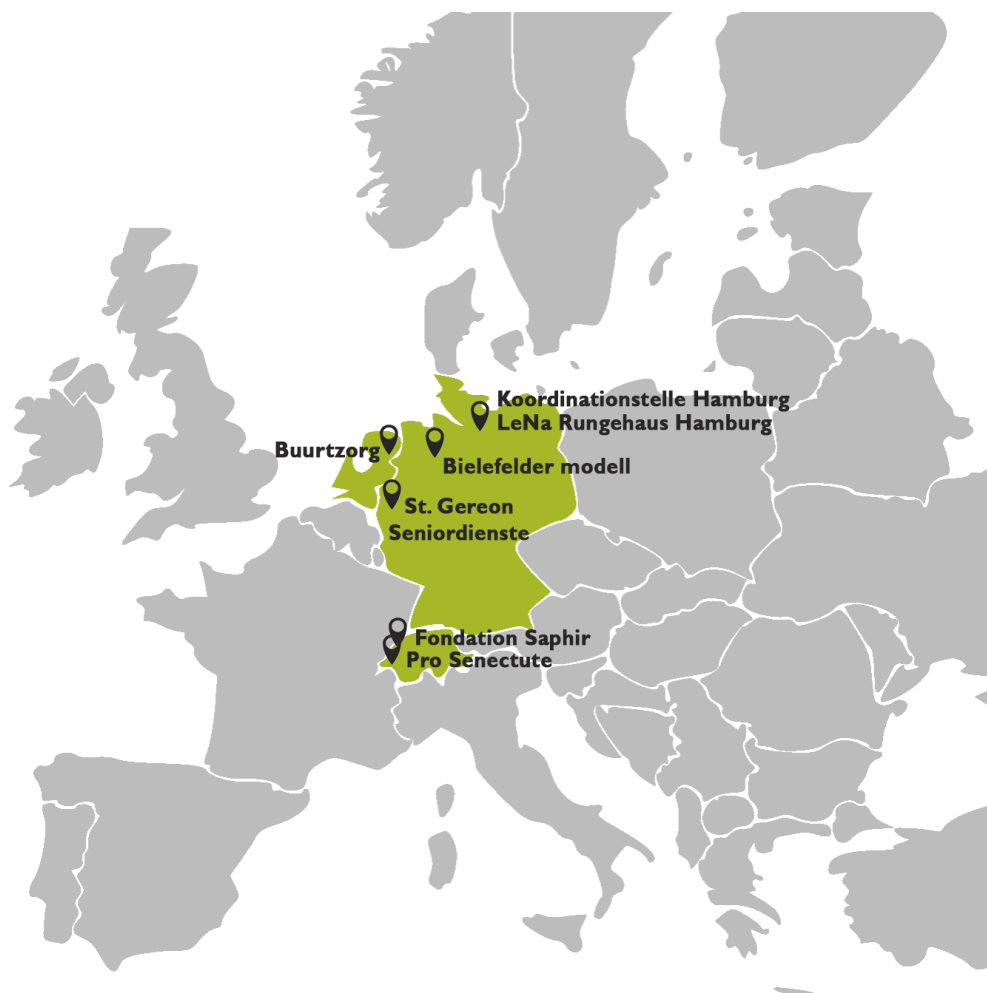 Koordinationstelle Hamburg
LeNa Rungehaus Hamburg
Buurtzorg
Bielefelder modell
St. Gereon
Seniordienste
Fondation Saphir
Pro Senectute